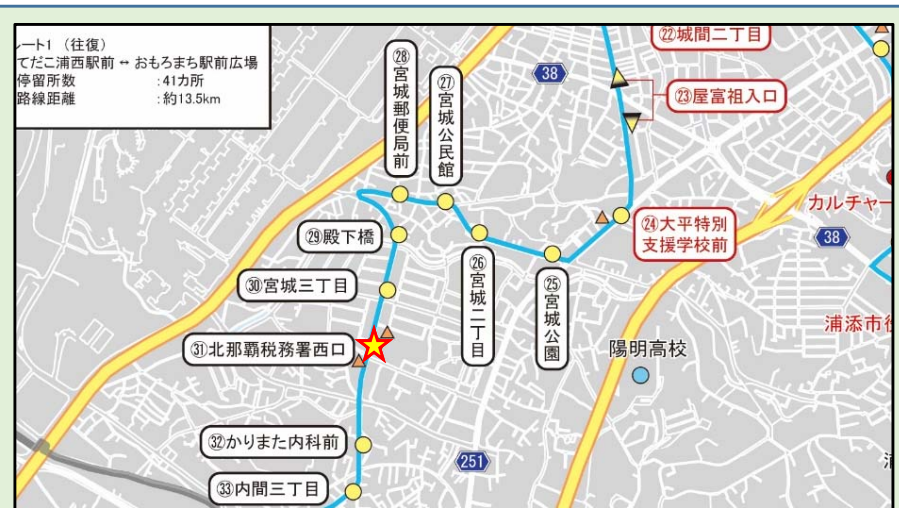 ート1 (往復)
てだこ浦西駅前 ↔ おもろまち駅前広場
停留所数 :41カ所
路線距離 :約13.5km
㉒城間二丁目
38
㉓屋富祖入口
㉘宮城郵便局前
㉗宮城公民館
カルチャー
㉔大平特別
支援学校前
38
㉙殿下橋
㉖宮城二丁目
㉕宮城公園
㉚宮城三丁目
浦添市役
㉛北那覇税務署西口
陽明高校
㉜かりまた内科前
251
㉝内間三丁目